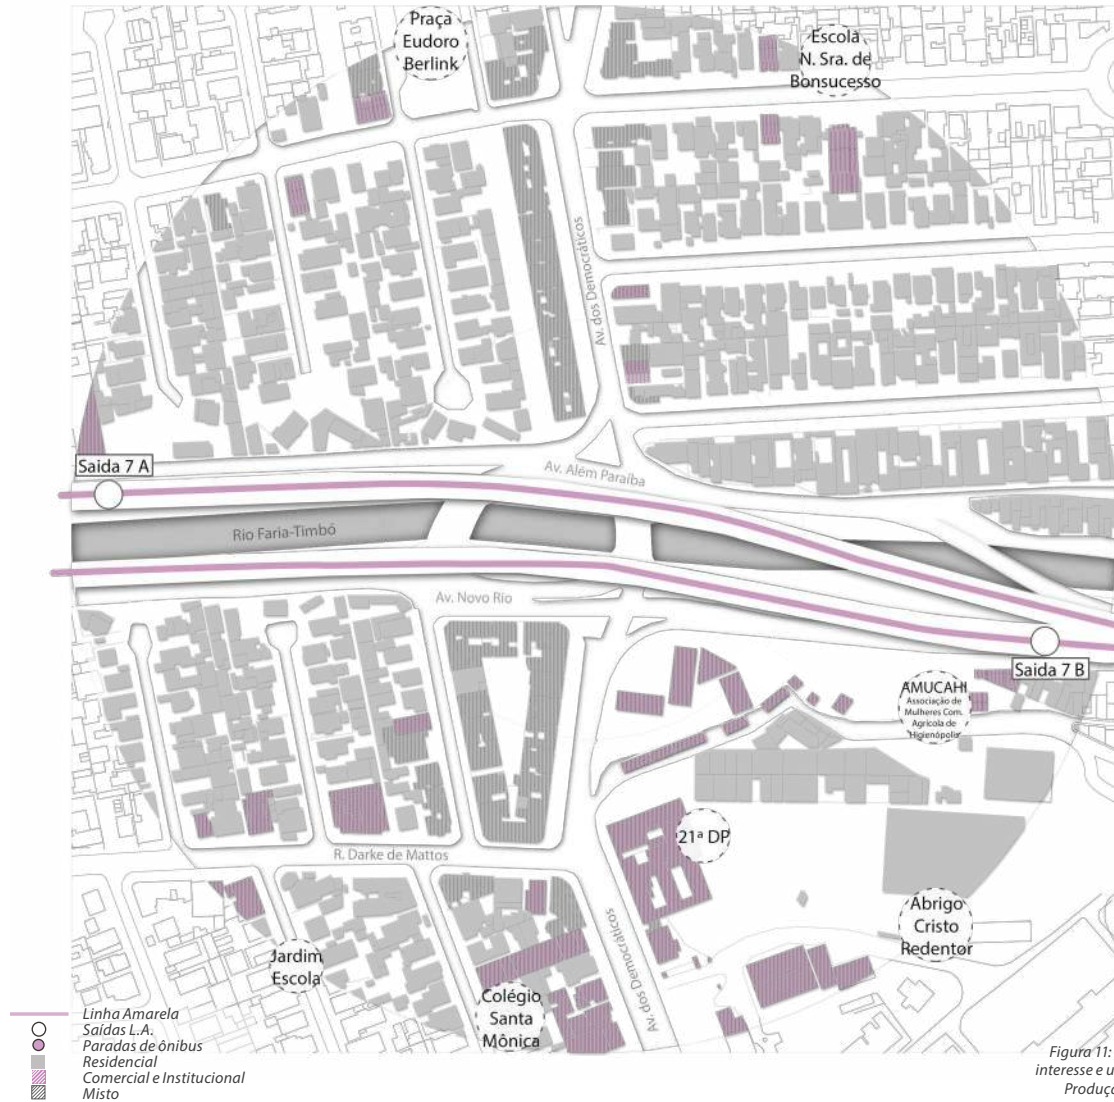 Praça
Eudoro
Berlink
Escola
N. Sra. de
Bonsucesso
Av. dos Democráticos
Saida 7 A
Av. Além Paraíba
Rio Faria-Timbó
Av. Novo Rio
Saida 7 B
AMUCAHI
Associação de
Mulheres Com.
Agrícola de
Higienópolis
21ª DP
R. Darke de Mattos
Abrigo
Cristo
Redentor
Jardim
Escola
Av. dos Democráticos
Colégio
Santa
Mônica
Linha Amarela
Saídas L.A.
Paradas de ônibus
Residencial
Comercial e Institucional
Misto
Figura 11:
interesse e u
Produç